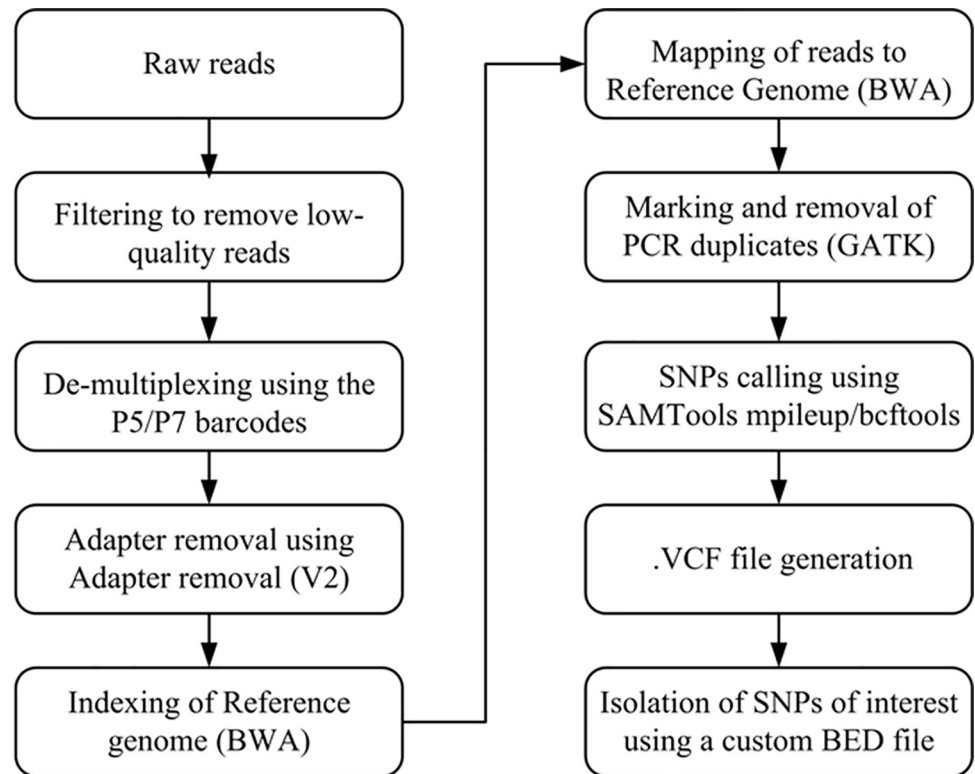 Raw reads
Filtering to remove low-
quality reads
De-multiplexing using the
P5/P7 barcodes
Adapter removal using
Adapter removal (V2)
Indexing of Reference
genome (BWA)
Mapping of reads to
Reference Genome (BWA)
Marking and removal of
PCR duplicates (GATK)
SNPs calling using
SAMTools mpileup/bcftools
.VCF file generation
Isolation of SNPs of interest
using a custom BED file